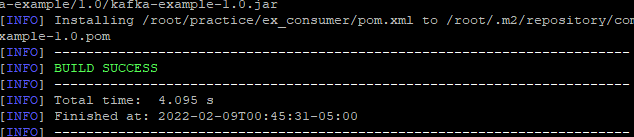 a-example/1.0/kafka-example-1.0.jar
[INFO] Installing /root/practice/ex_consumer/pom.xml to /root/.m2/repository/com
xample-1.0.pom
[INFO] ------------------------------------------------------------------------
[INFO] BUILD SUCCESS
[INFO] ------------------------------------------------------------------------
[INFO] Total time:  4.095 s
[INFO] Finished at: 2022-02-09T00:45:31-05:00
[INFO] ------------------------------------------------------------------------